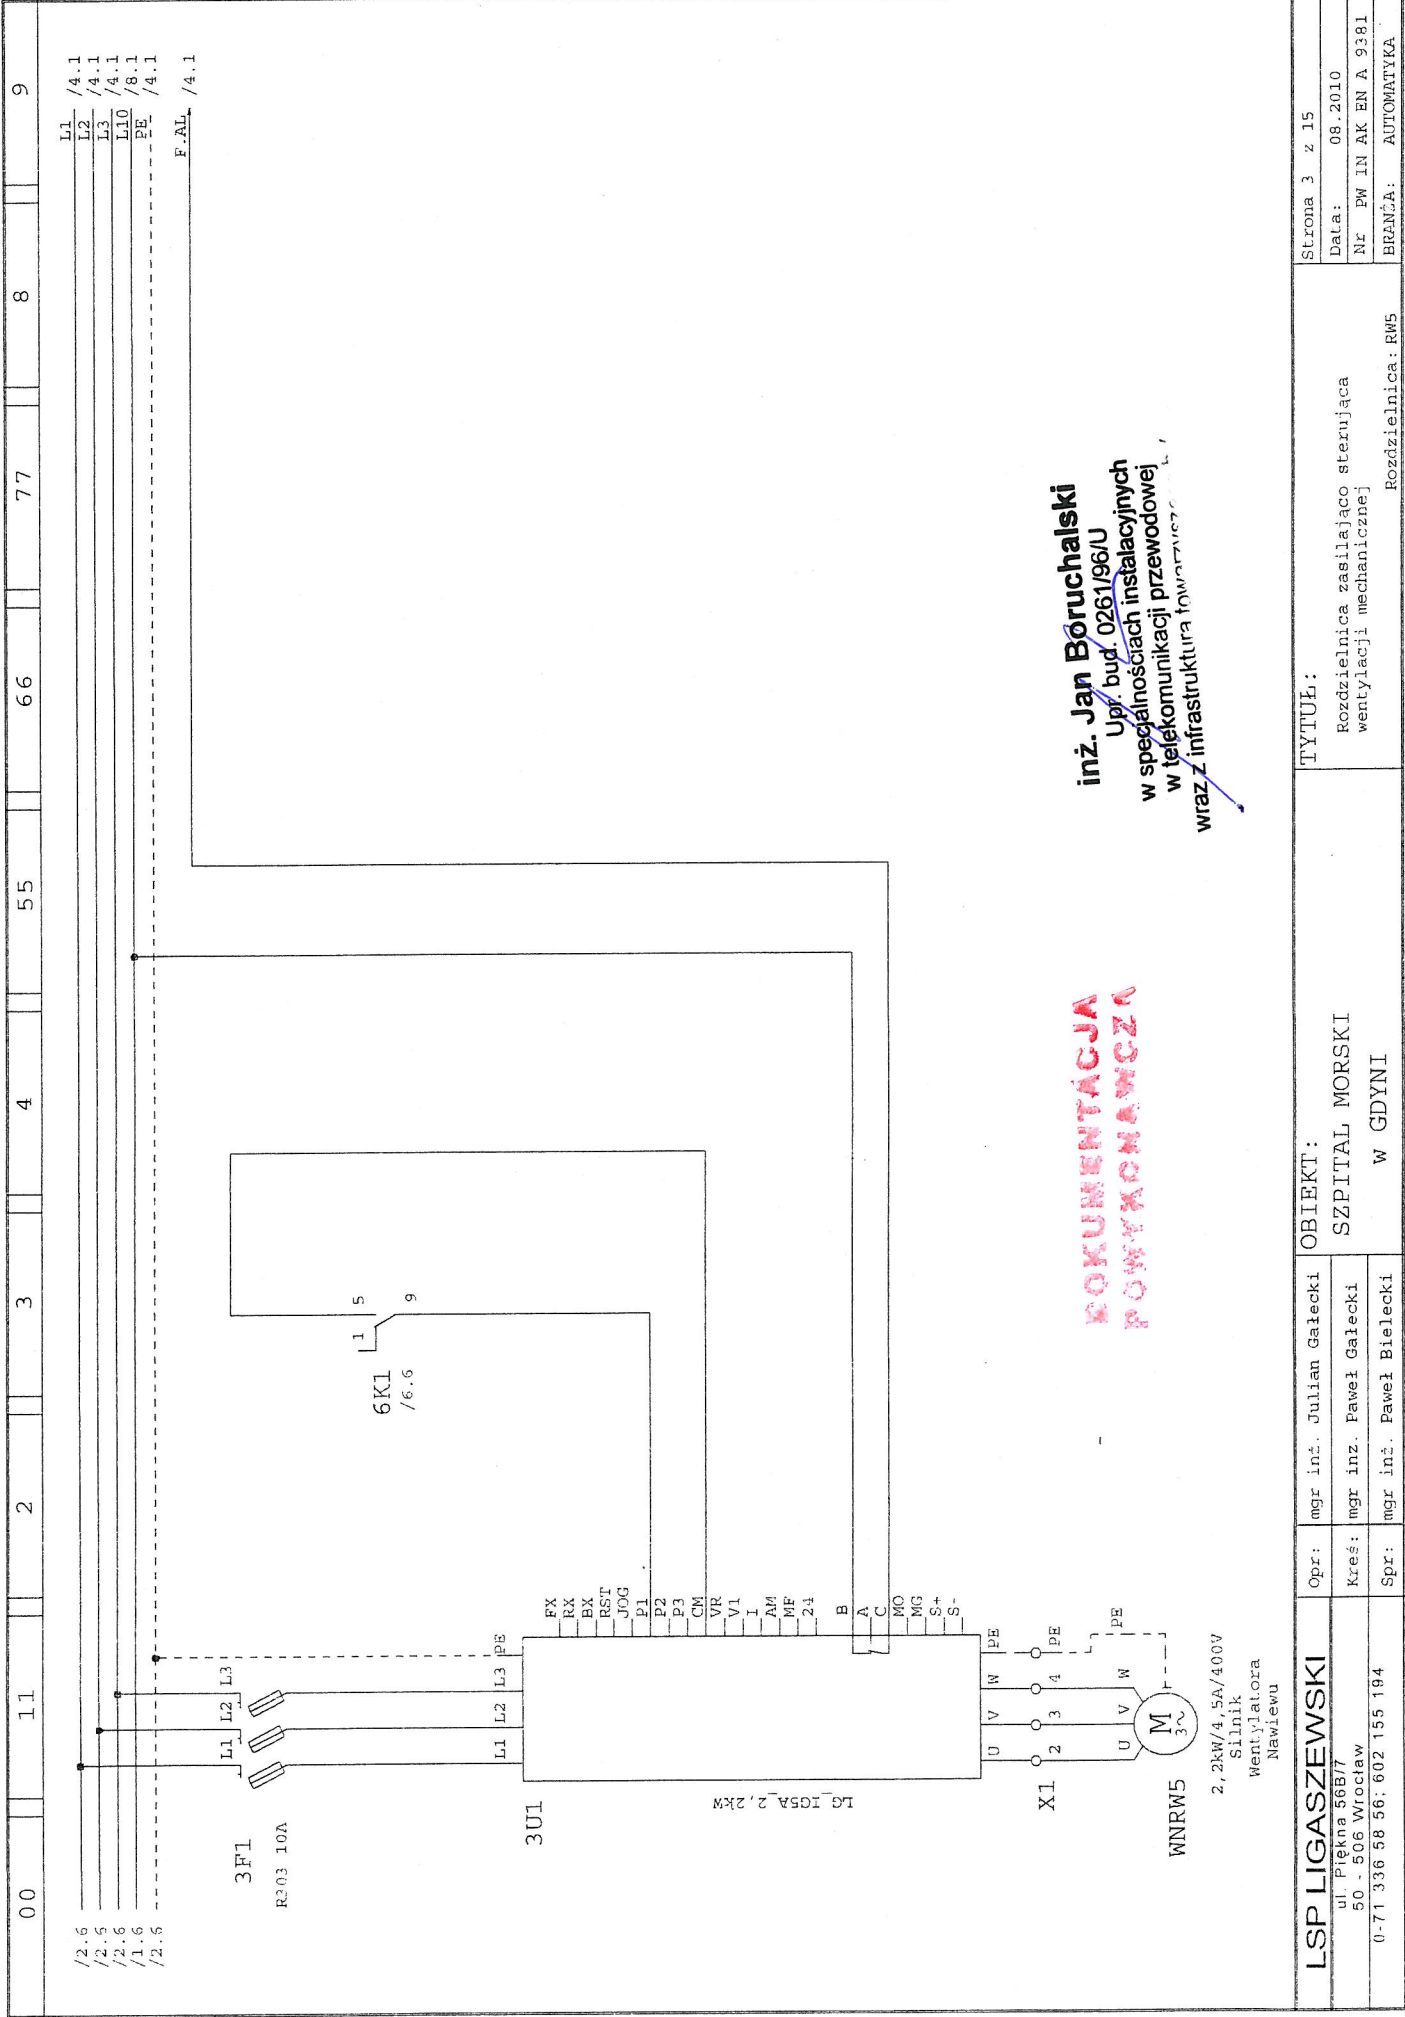 00 11 2 3 4 55 66 77 8 9
/2.6 L1 /4.1
/2.6 L2 /4.1
/2.6 L3 /4.1
/1.6 L10 /8.1
/2.6 PE /4.1
F.AL /4.1
L1 L2 L3
3F1
R303 10A
6K1
/6.6
1 5
9
L1 L2 L3 PE
3U1
LG_IG5A_2,2kW
FX
RX
BX
RST
JOG
P1
P2
P3
CM
VR
V1
I
AM
MF
24
B
A
C
MO
MG
S+
S-
U V W PE
X1
2 3 4 PE
U V W PE
M
3~
WNRW5
2,2kW/4,5A/400V
Silnik
Wentylatora
Nawiewu
DOKUMENTACJA
POWYKONAWCZA
inż. Jan Boruchalski
Upr. bud. 0261/96/U
w specjalnościach instalacyjnych
w telekomunikacji przewodowej
wraz z infrastrukturą
LSP LIGASZEWSKI
ul. Piękna 56B/7
50 - 506 Wrocław
0-71 336 58 56; 602 155 194
Opr: mgr inż. Julian Gałecki
Kreś: mgr inż. Paweł Gałecki
Spr: mgr inż. Paweł Bielecki
OBIEKT:
SZPITAL MORSKI
W GDYNI
TYTUŁ:
Rozdzielnica zasilająco sterująca
wentylacji mechanicznej
Rozdzielnica: RW5
Strona 3 z 15
Data: 08.2010
Nr PW IN AK EN A 9381
BRANŻA: AUTOMATYKA